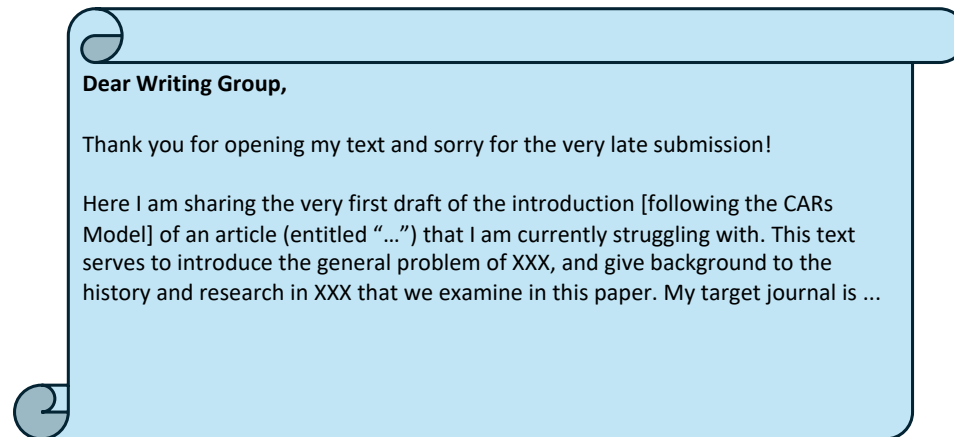 Dear Writing Group,
Thank you for opening my text and sorry for the very late submission!
Here I am sharing the very first draft of the introduction [following the CARs
Model] of an article (entitled “…”) that I am currently struggling with. This text
serves to introduce the general problem of XXX, and give background to the
history and research in XXX that we examine in this paper. My target journal is ...